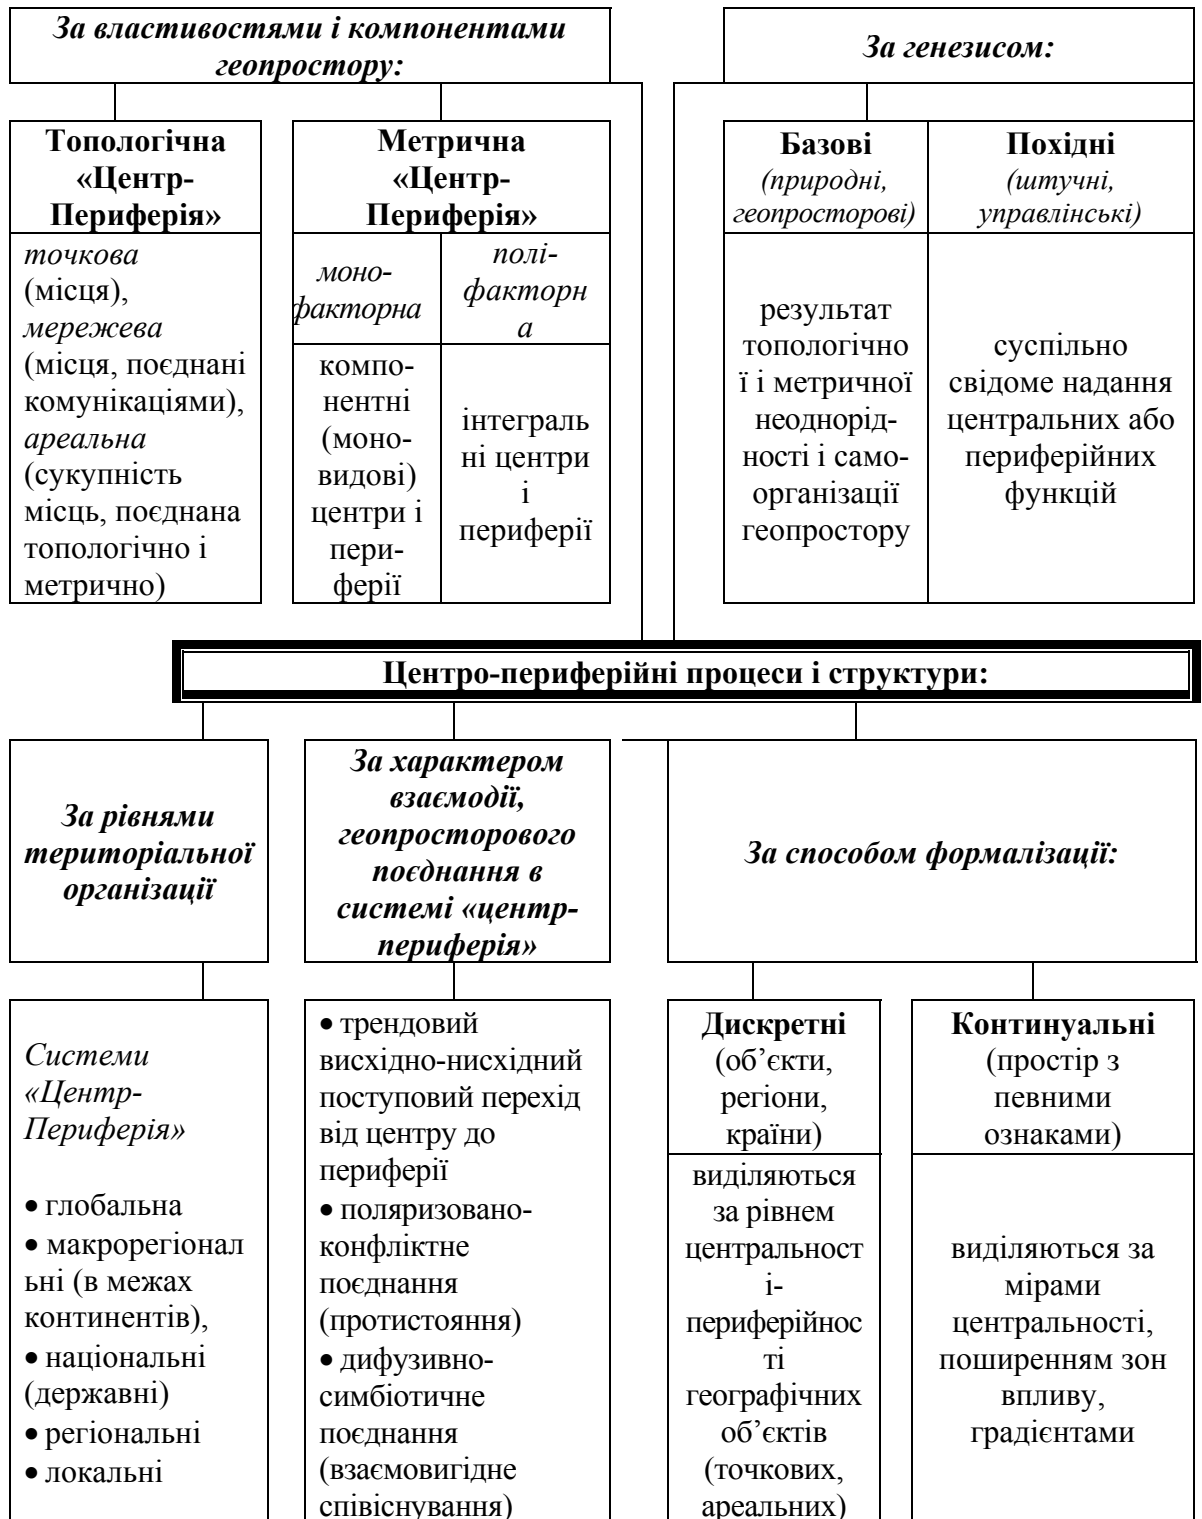 За властивостями і компонентами
геопростору:
За генезисом:
Топологічна
«Центр-
Периферія»
точкова
(місця),
мережева
(місця, поєднані
комунікаціями),
ареальна
(сукупність
місць, поєднана
топологічно і
метрично)
Метрична
«Центр-
Периферія»
моно-
факторна
полі-
факторн
а
компо-
нентні
(моно-
видові)
центри і
пери-
ферії
інтеграль
ні центри
і
периферії
Базові
(природні,
геопросторові)
результат
топологічно
ї і метричної
неоднорід-
ності і само-
організації
геопростору
Похідні
(штучні,
управлінські)
суспільно
свідоме надання
центральних або
периферійних
функцій
Центро-периферійні процеси і структури:
За рівнями
територіальної
організації
Системи
«Центр-
Периферія»
• глобальна
• макрорегіонал
ьні (в межах
континентів),
• національні
(державні)
• регіональні
• локальні
За характером
взаємодії,
геопросторового
поєднання в
системі «центр-
периферія»
• трендовий
висхідно-нисхідний
поступовий перехід
від центру до
периферії
• поляризовано-
конфліктне
поєднання
(протистояння)
• дифузивно-
симбіотичне
поєднання
(взаємовигідне
співіснування)
За способом формалізації:
Дискретні
(об’єкти,
регіони,
країни)
виділяються
за рівнем
центральност
і-
периферійнос
ті
географічних
об’єктів
(точкових,
ареальних)
Континуальні
(простір з
певними
ознаками)
виділяються за
мірами
центральності,
поширенням зон
впливу,
градієнтами